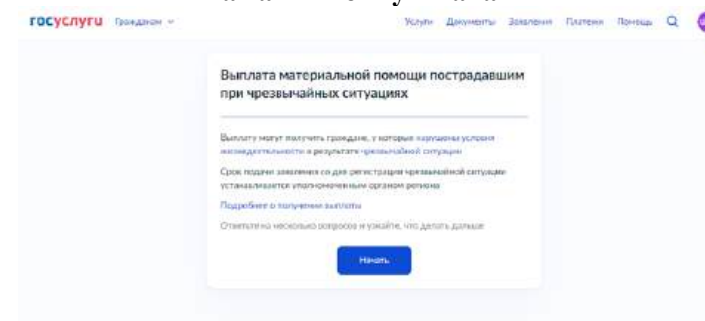 госуслуги Гражданам Услуги Документы Заявления Платежи Помощь
Выплата материальной помощи пострадавшим
при чрезвычайных ситуациях
Выплату могут получить граждане, у которых нарушены условия
жизнедеятельности в результате чрезвычайной ситуации
Срок подачи заявления со дня регистрации чрезвычайной ситуации
устанавливается уполномоченным органом региона
Подробнее о получении выплаты
Ответьте на несколько вопросов и узнайте, что делать дальше
Начать